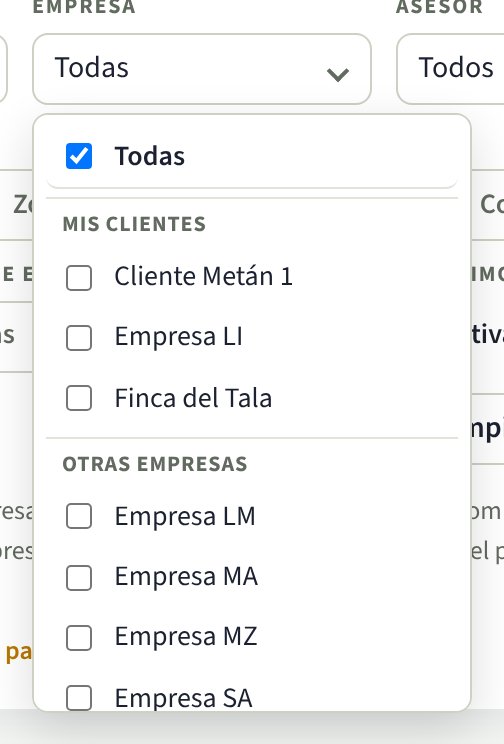 EMPRESA
ASESOR
Todas
Todos
Todas
MIS CLIENTES
Cliente Metán 1
Empresa LI
Finca del Tala
OTRAS EMPRESAS
Empresa LM
Empresa MA
Empresa MZ
Empresa SA